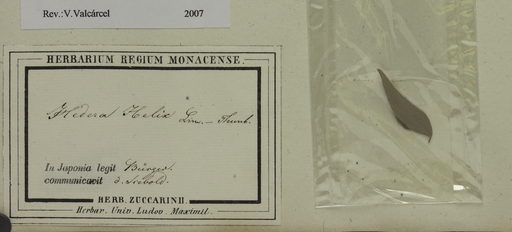 Rev.: V. Valcárcel 2007
HERBARIUM REGIUM MONACENSE.
Hedera Helix Lin. – Thunb.
In Japonia legit Bürger.
communicavit S. Siebold.
HERB. ZUCCARINII.
Herbar. Univ. Ludov. Maximil.